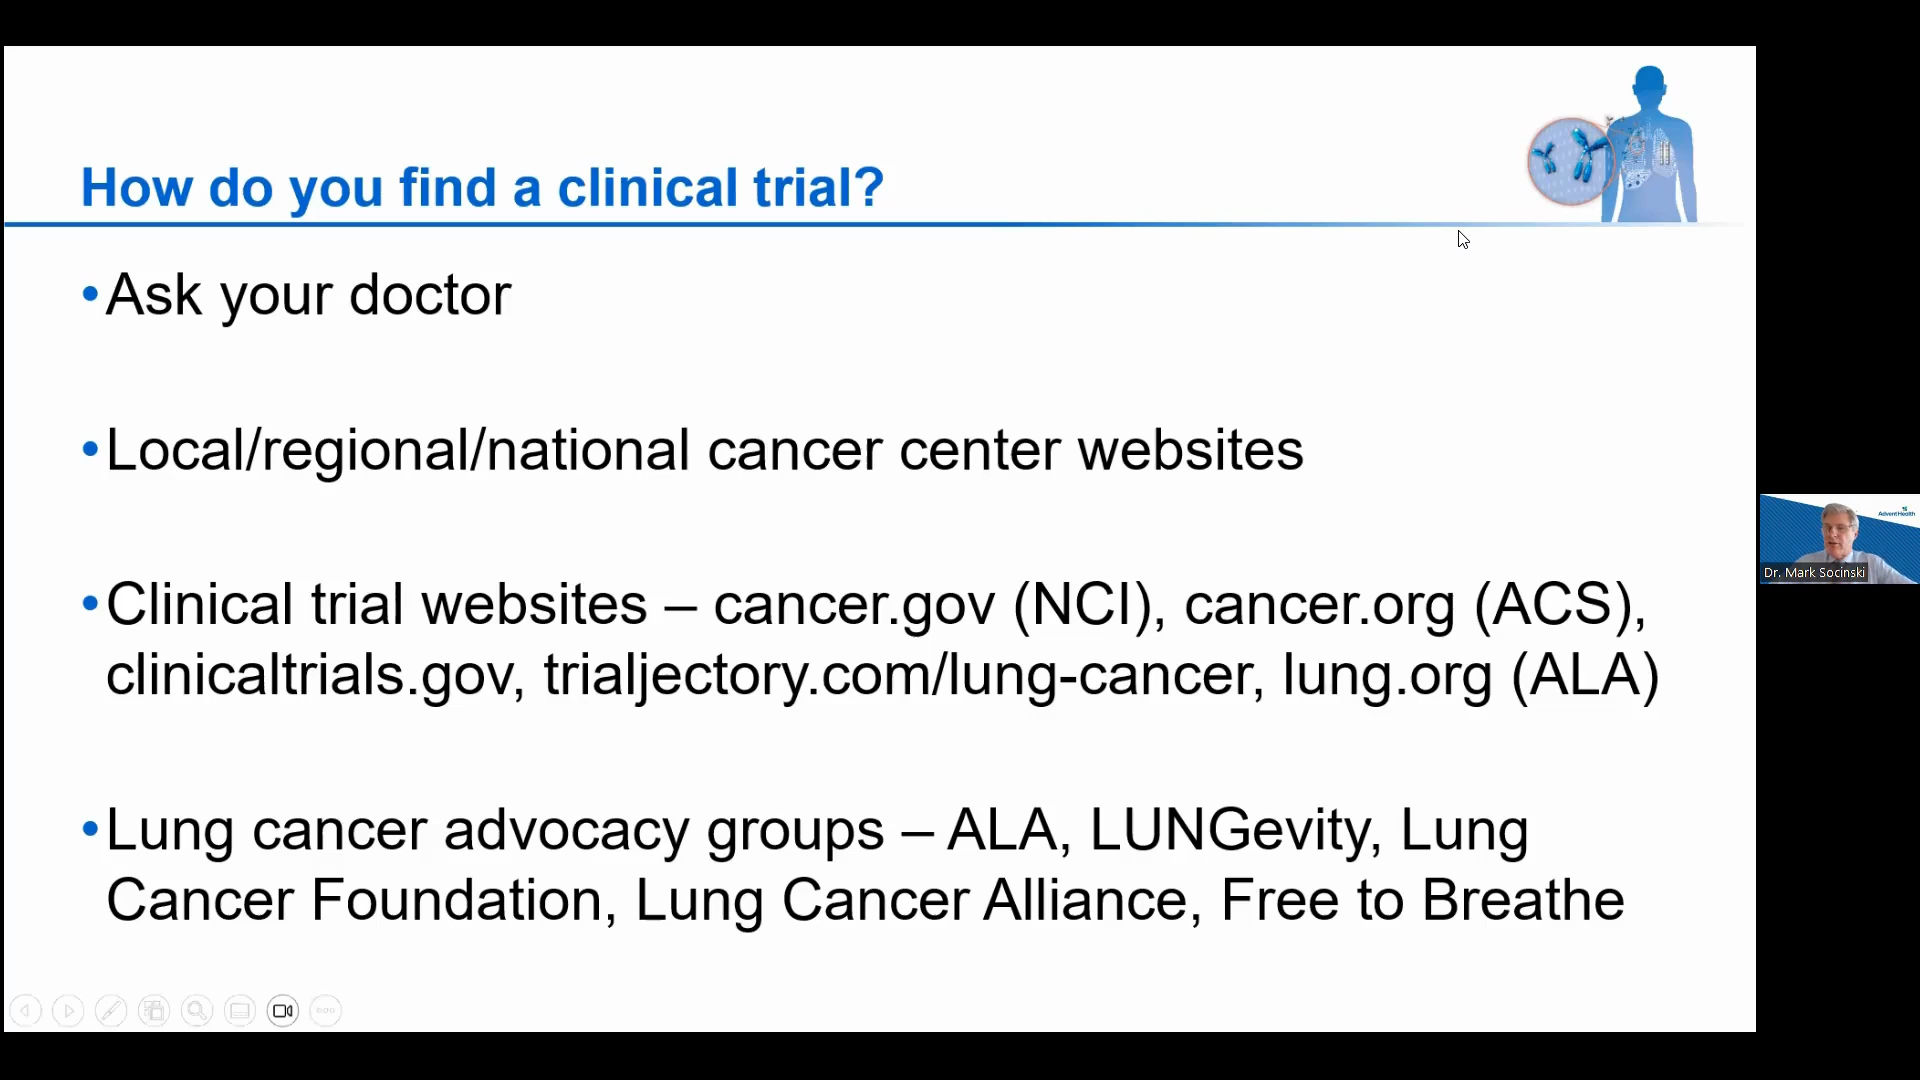 How do you find a clinical trial?
•Ask your doctor
•Local/regional/national cancer center websites
•Clinical trial websites – cancer.gov (NCI), cancer.org (ACS),
clinicaltrials.gov, trialjectory.com/lung-cancer, lung.org (ALA)
•Lung cancer advocacy groups – ALA, LUNGevity, Lung
Cancer Foundation, Lung Cancer Alliance, Free to Breathe
AdventHealth
Dr. Mark Socinski